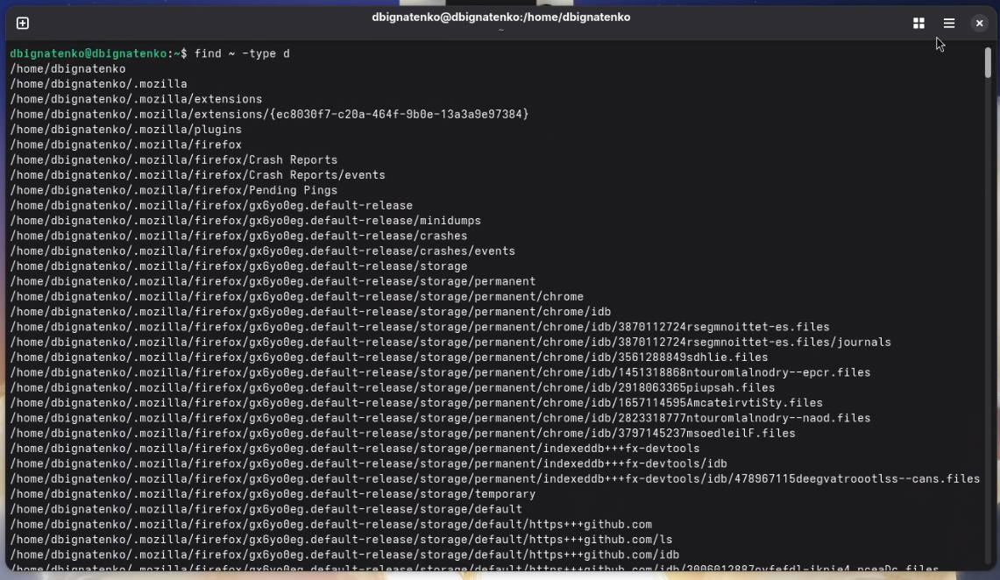 dbignatenko@dbignatenko:/home/dbignatenko
~
dbignatenko@dbignatenko:~$ find ~ -type d
/home/dbignatenko
/home/dbignatenko/.mozilla
/home/dbignatenko/.mozilla/extensions
/home/dbignatenko/.mozilla/extensions/{ec8030f7-c20a-464f-9b0e-13a3a9e97384}
/home/dbignatenko/.mozilla/plugins
/home/dbignatenko/.mozilla/firefox
/home/dbignatenko/.mozilla/firefox/Crash Reports
/home/dbignatenko/.mozilla/firefox/Crash Reports/events
/home/dbignatenko/.mozilla/firefox/Pending Pings
/home/dbignatenko/.mozilla/firefox/gx6yo0eg.default-release
/home/dbignatenko/.mozilla/firefox/gx6yo0eg.default-release/minidumps
/home/dbignatenko/.mozilla/firefox/gx6yo0eg.default-release/crashes
/home/dbignatenko/.mozilla/firefox/gx6yo0eg.default-release/crashes/events
/home/dbignatenko/.mozilla/firefox/gx6yo0eg.default-release/storage
/home/dbignatenko/.mozilla/firefox/gx6yo0eg.default-release/storage/permanent
/home/dbignatenko/.mozilla/firefox/gx6yo0eg.default-release/storage/permanent/chrome
/home/dbignatenko/.mozilla/firefox/gx6yo0eg.default-release/storage/permanent/chrome/idb
/home/dbignatenko/.mozilla/firefox/gx6yo0eg.default-release/storage/permanent/chrome/idb/3870112724rsegmnoittet-es.files
/home/dbignatenko/.mozilla/firefox/gx6yo0eg.default-release/storage/permanent/chrome/idb/3870112724rsegmnoittet-es.files/journals
/home/dbignatenko/.mozilla/firefox/gx6yo0eg.default-release/storage/permanent/chrome/idb/3561288849sdhlie.files
/home/dbignatenko/.mozilla/firefox/gx6yo0eg.default-release/storage/permanent/chrome/idb/1451318868ntouromlalnodry--epcr.files
/home/dbignatenko/.mozilla/firefox/gx6yo0eg.default-release/storage/permanent/chrome/idb/2918063365piupsah.files
/home/dbignatenko/.mozilla/firefox/gx6yo0eg.default-release/storage/permanent/chrome/idb/1657114595AmcateirvtiSty.files
/home/dbignatenko/.mozilla/firefox/gx6yo0eg.default-release/storage/permanent/chrome/idb/2823318777ntouromlalnodry--naod.files
/home/dbignatenko/.mozilla/firefox/gx6yo0eg.default-release/storage/permanent/chrome/idb/3797145237msoedleilF.files
/home/dbignatenko/.mozilla/firefox/gx6yo0eg.default-release/storage/permanent/indexeddb+++fx-devtools
/home/dbignatenko/.mozilla/firefox/gx6yo0eg.default-release/storage/permanent/indexeddb+++fx-devtools/idb
/home/dbignatenko/.mozilla/firefox/gx6yo0eg.default-release/storage/permanent/indexeddb+++fx-devtools/idb/478967115deegvatroootlss--cans.files
/home/dbignatenko/.mozilla/firefox/gx6yo0eg.default-release/storage/temporary
/home/dbignatenko/.mozilla/firefox/gx6yo0eg.default-release/storage/default
/home/dbignatenko/.mozilla/firefox/gx6yo0eg.default-release/storage/default/https+++github.com
/home/dbignatenko/.mozilla/firefox/gx6yo0eg.default-release/storage/default/https+++github.com/ls
/home/dbignatenko/.mozilla/firefox/gx6yo0eg.default-release/storage/default/https+++github.com/idb